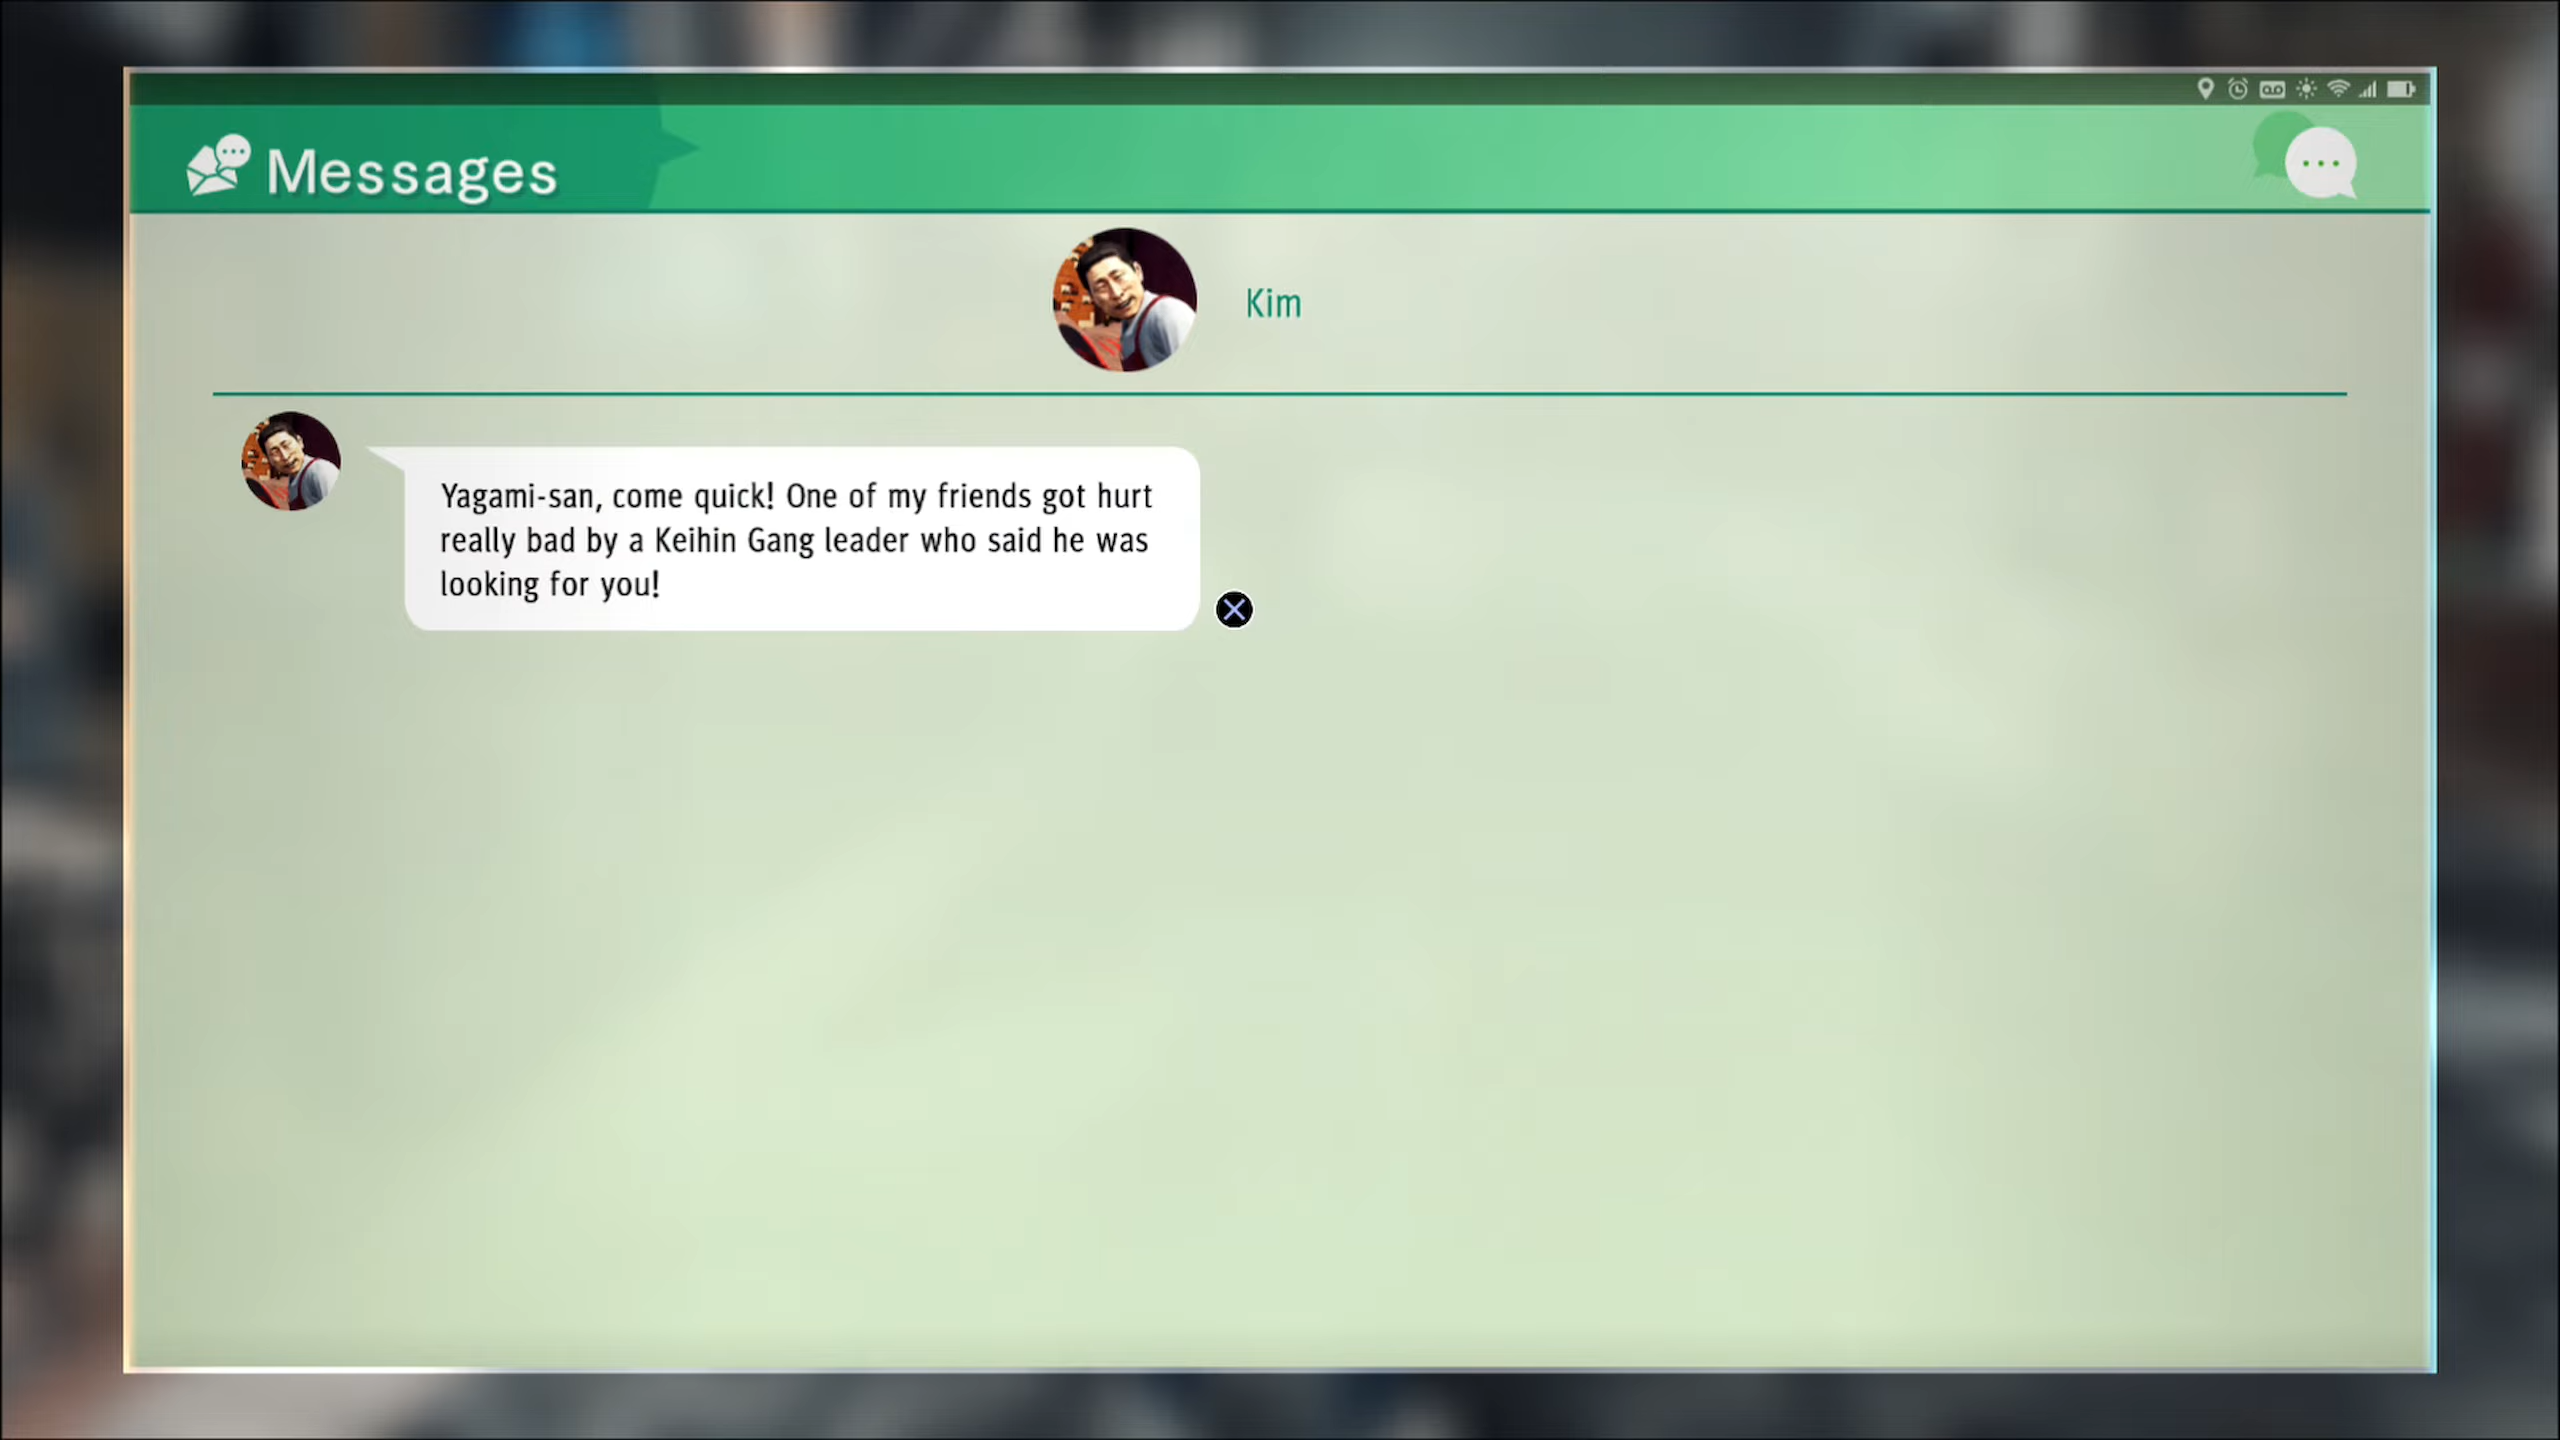 Messages
Kim
Yagami-san, come quick! One of my friends got hurt
really bad by a Keihin Gang leader who said he was
looking for you!